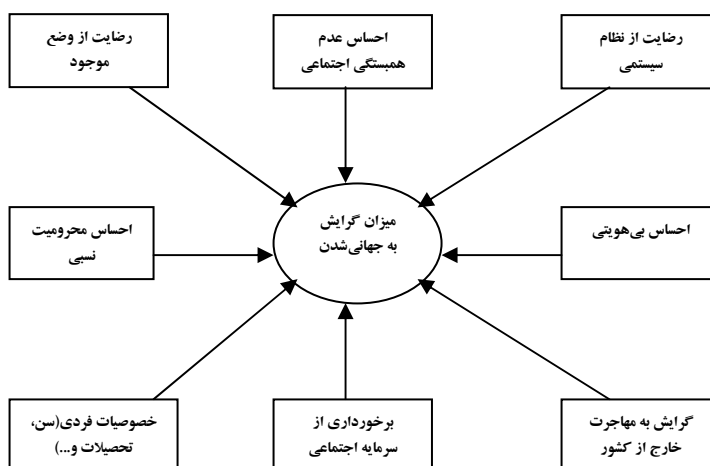 رضایت از نظام
سیستمی
احساس عدم
همبستگی اجتماعی
رضایت از وضع
موجود
احساس بی‌هویتی
میزان گرایش
به جهانی‌شدن
احساس محرومیت
نسبی
گرایش به مهاجرت
خارج از کشور
برخورداری از
سرمایه اجتماعی
خصوصیات فردی(سن،
تحصیلات و...)